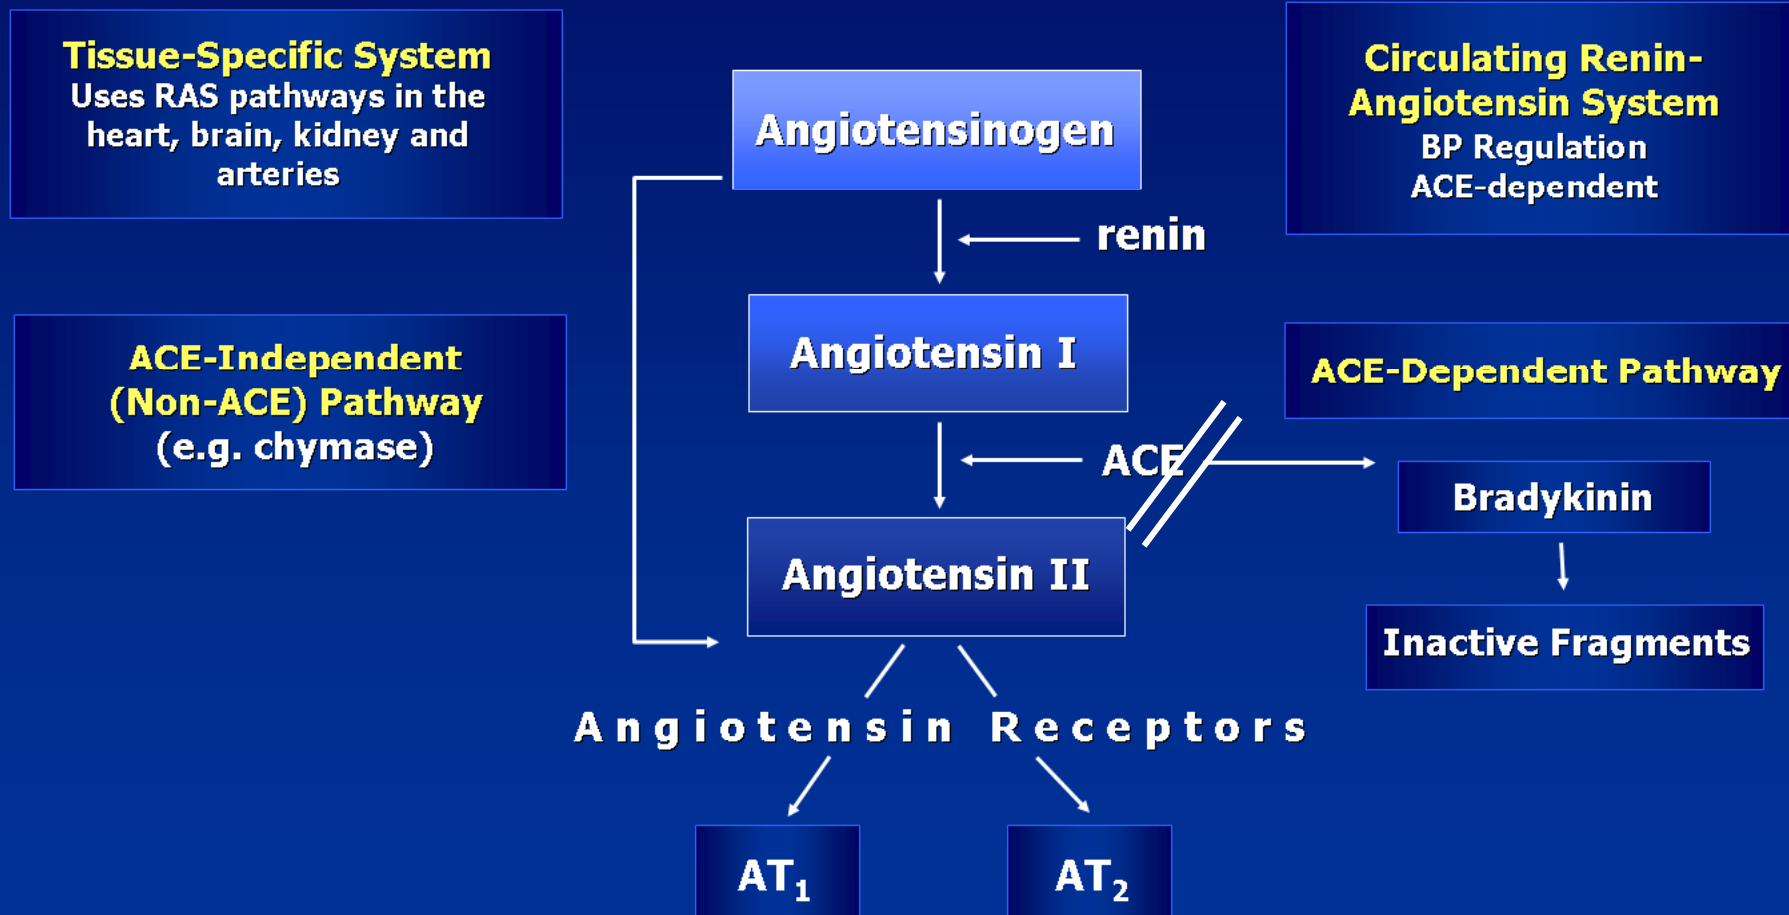 Tissue-Specific System
Uses RAS pathways in the
heart, brain, kidney and
arteries
Angiotensinogen
Circulating Renin-
Angiotensin System
BP Regulation
ACE-dependent
renin
ACE-Independent
(Non-ACE) Pathway
(e.g. chymase)
Angiotensin I
ACE-Dependent Pathway
ACE
Bradykinin
Angiotensin II
Inactive Fragments
Angiotensin Receptors
AT₁
AT₂